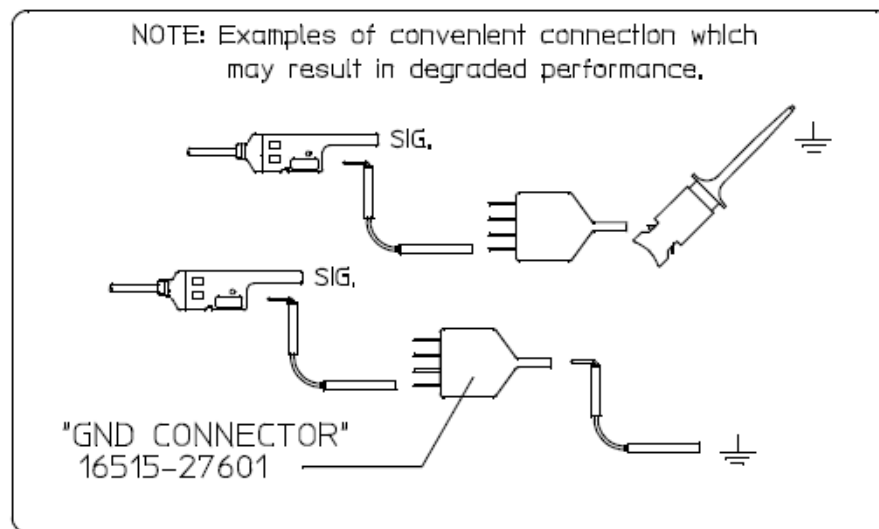 NOTE: Examples of convenient connection which
may result in degraded performance.
SIG.
SIG.
"GND CONNECTOR"
16515-27601